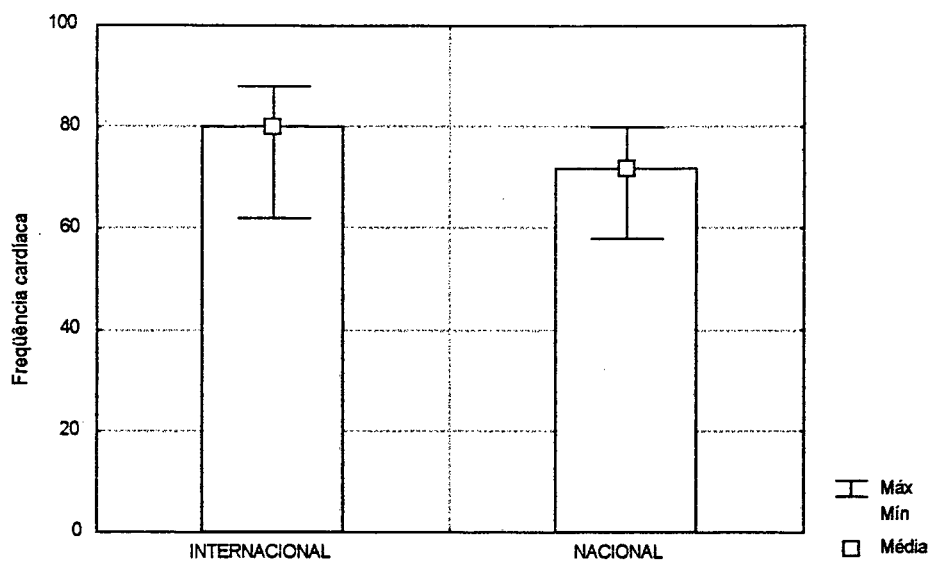 100
80
60
40
20
0
Freqüência cardíaca
INTERNACIONAL
NACIONAL
Máx
Mín
Média